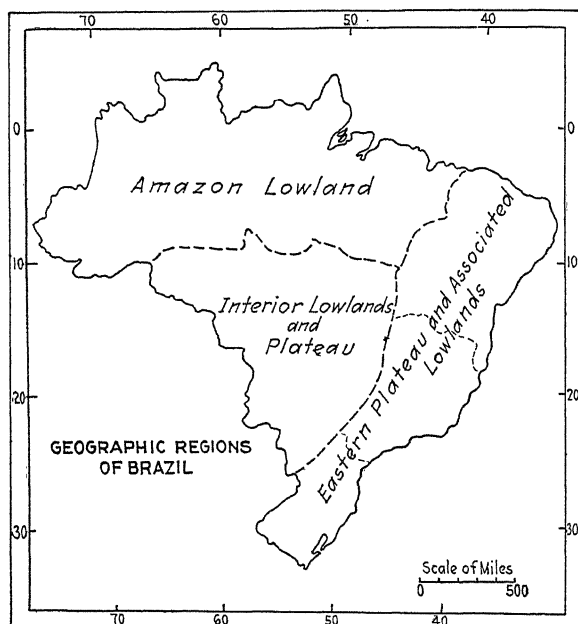 70 60 50 40
0 0
Amazon Lowland
10 10
Interior Lowlands
and
Plateau
Eastern Plateau and Associated
Lowlands
20 20
GEOGRAPHIC REGIONS
OF BRAZIL
30 30
Scale of Miles
0 500
70 60 50 40